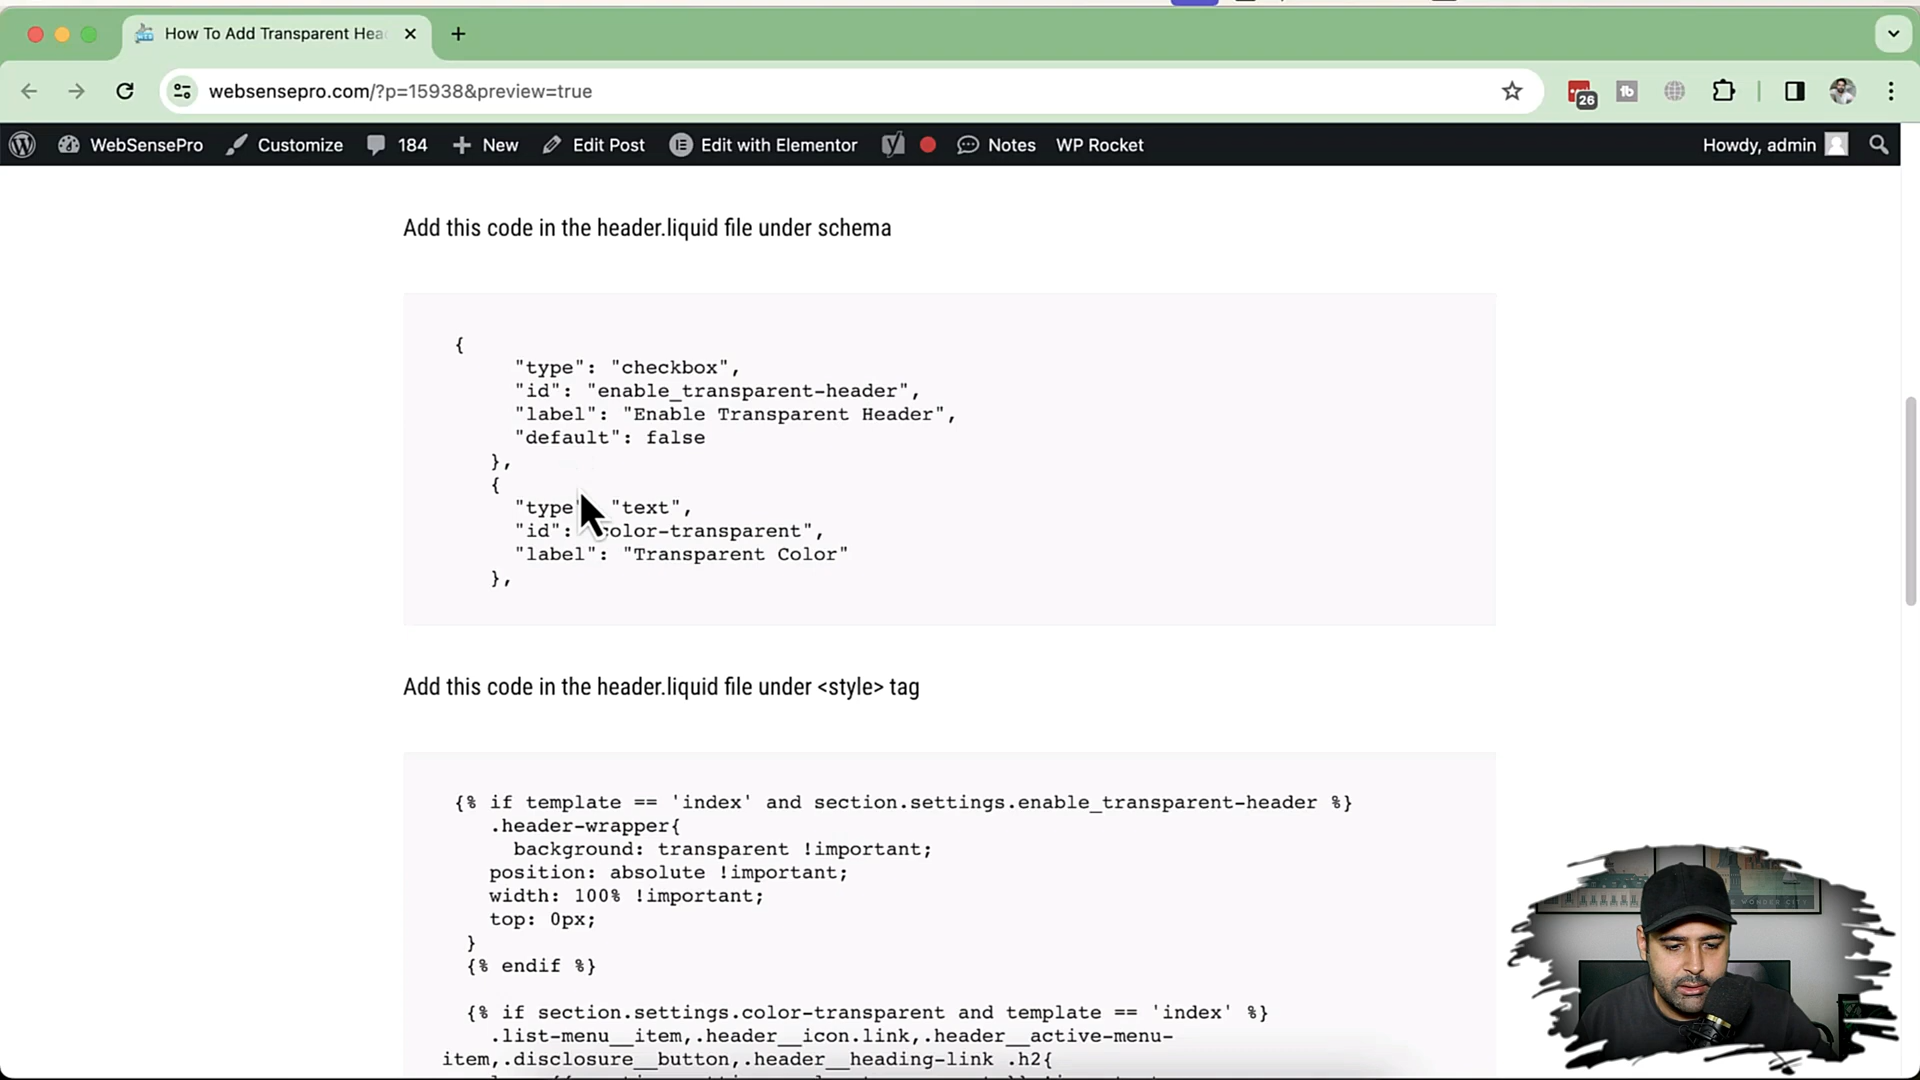 How To Add Transparent Hea
websensepro.com/?p=15938&preview=true
26
fb
WebSensePro
Customize
184
New
Edit Post
Edit with Elementor
Notes
WP Rocket
Howdy, admin
Add this code in the header.liquid file under schema
{
"type": "checkbox",
"id": "enable_transparent-header",
"label": "Enable Transparent Header",
"default": false
},
{
"type" "text",
"id": color-transparent",
"label": "Transparent Color"
},
Add this code in the header.liquid file under <style> tag
{% if template == 'index' and section.settings.enable_transparent-header %}
.header-wrapper{
background: transparent !important;
position: absolute !important;
width: 100% !important;
top: 0px;
}
{% endif %}
{% if section.settings.color-transparent and template == 'index' %}
.list-menu__item,.header__icon.link,.header__active-menu-
item,.disclosure__button,.header__heading-link .h2{